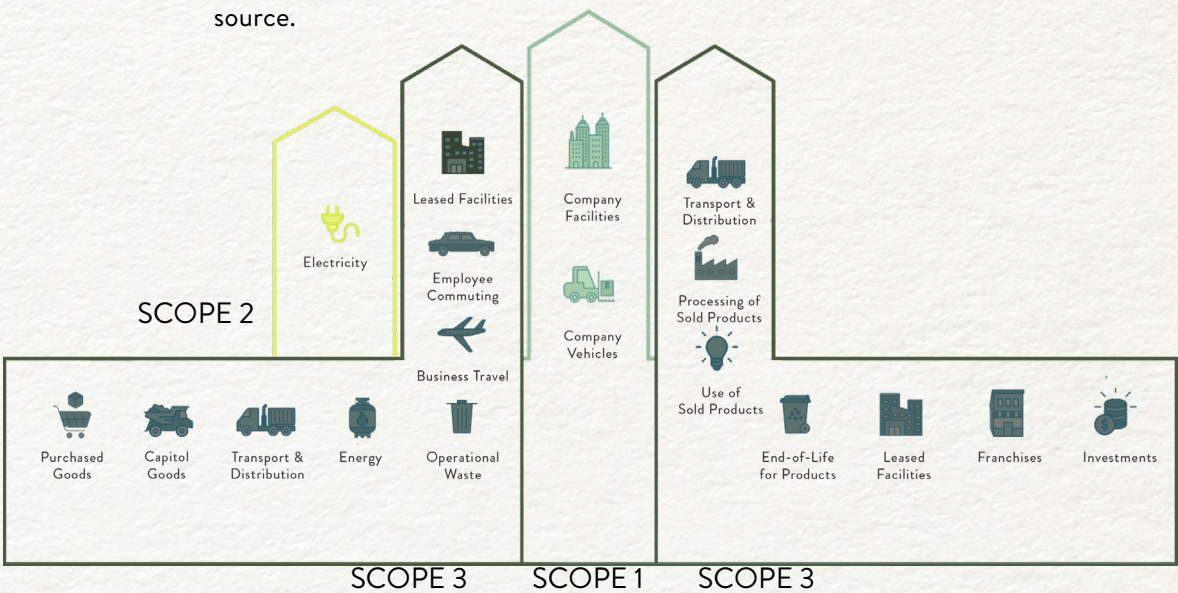 source.
Leased Facilities
Employee
Commuting
Business Travel
Company
Facilities
Company
Vehicles
Transport &
Distribution
Processing of
Sold Products
Use of
Sold Products
Electricity
SCOPE 2
Purchased
Goods
Capitol
Goods
Transport &
Distribution
Energy
Operational
Waste
End-of-Life
for Products
Leased
Facilities
Franchises
Investments
SCOPE 3
SCOPE 1
SCOPE 3